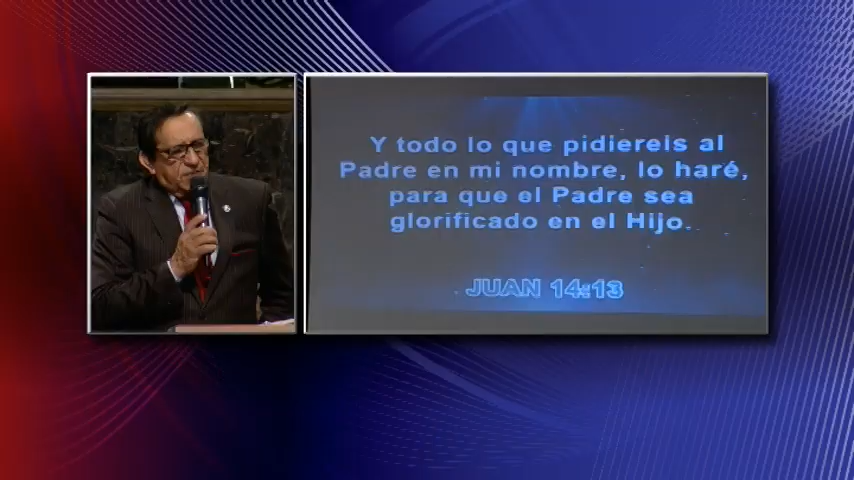 Y todo lo que pidiereis al
Padre en mi nombre, lo haré,
para que el Padre sea
glorificado en el Hijo.
JUAN 14:13